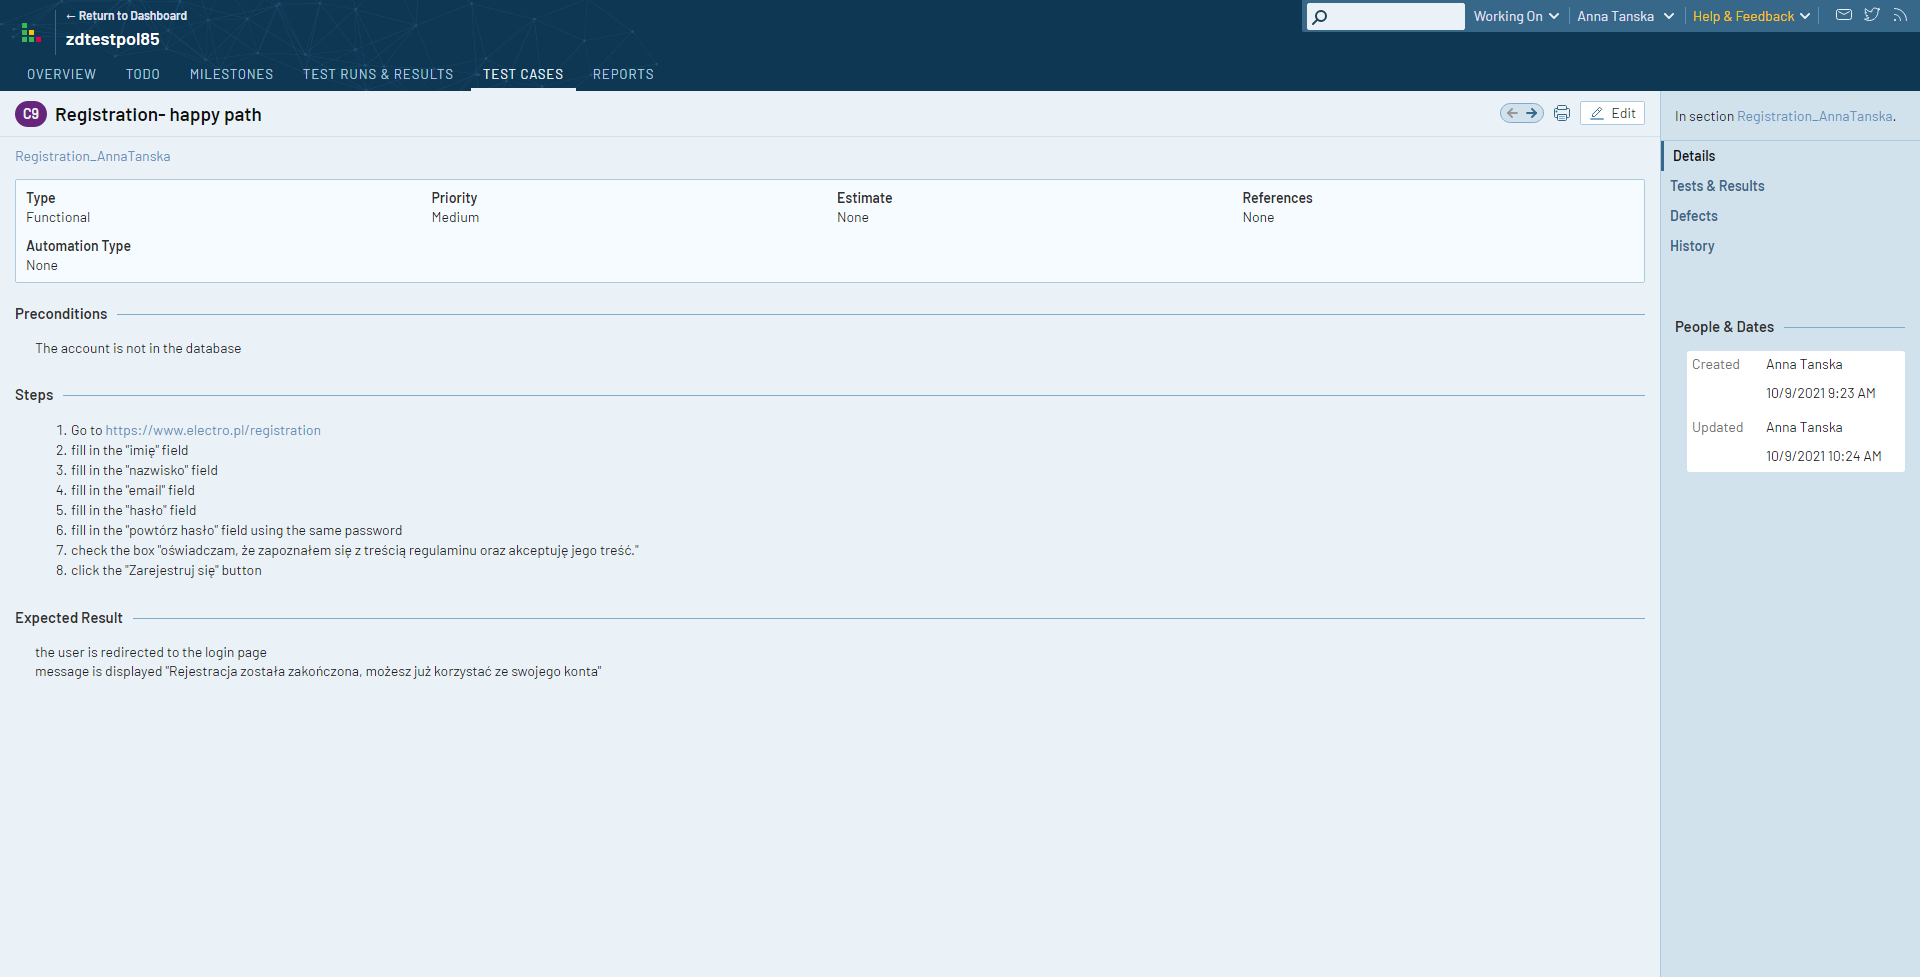 ← Return to Dashboard
zdtestpol85
Working On
Anna Tanska
Help & Feedback
OVERVIEW
TODO
MILESTONES
TEST RUNS & RESULTS
TEST CASES
REPORTS
C9
Registration- happy path
Edit
Registration_AnnaTanska
Type
Functional
Priority
Medium
Estimate
None
References
None
Automation Type
None
Preconditions
The account is not in the database
Steps
1. Go to https://www.electro.pl/registration
2. fill in the "imię" field
3. fill in the "nazwisko" field
4. fill in the "email" field
5. fill in the "hasło" field
6. fill in the "powtórz hasło" field using the same password
7. check the box "oświadczam, że zapoznałem się z treścią regulaminu oraz akceptuję jego treść."
8. click the "Zarejestruj się" button
Expected Result
the user is redirected to the login page
message is displayed "Rejestracja została zakończona, możesz już korzystać ze swojego konta"
In section Registration_AnnaTanska.
Details
Tests & Results
Defects
History
People & Dates
Created
Anna Tanska
10/9/2021 9:23 AM
Updated
Anna Tanska
10/9/2021 10:24 AM